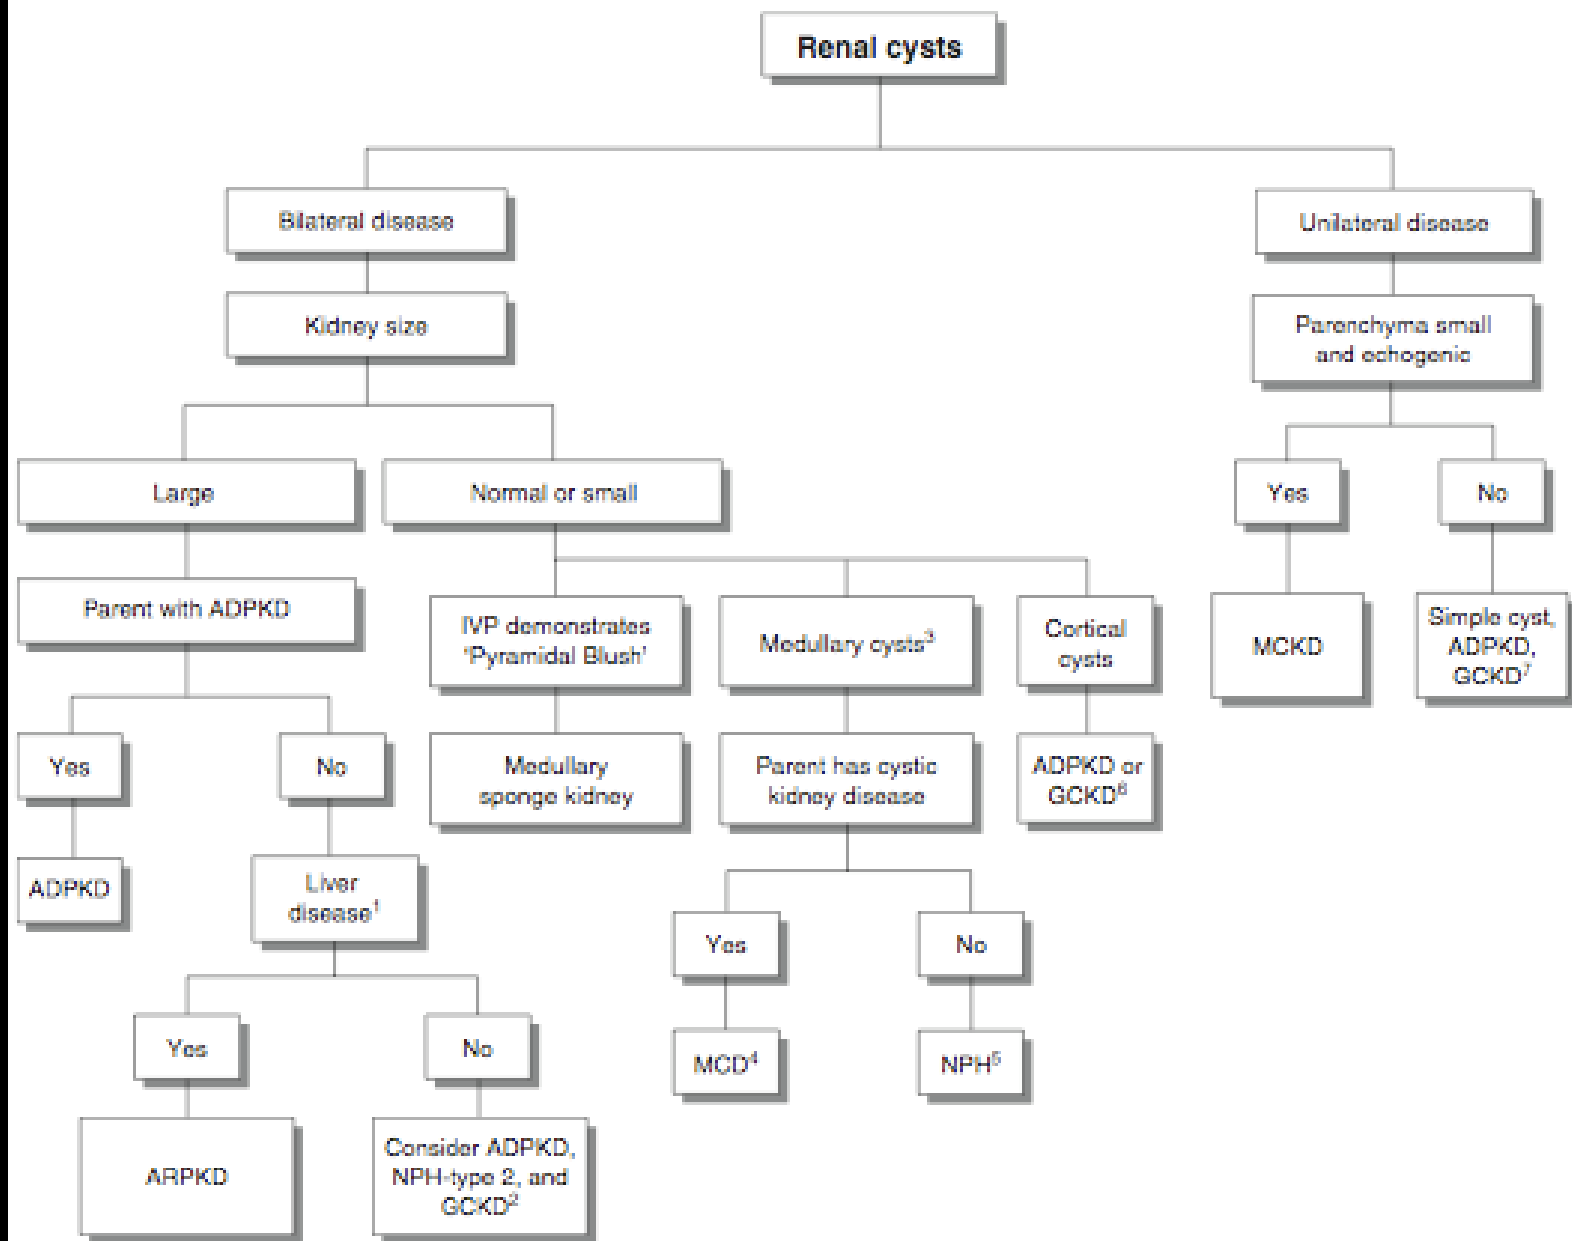 Renal cysts
Bilateral disease
Unilateral disease
Kidney size
Parenchyma small
and echogenic
Large
Normal or small
Yes
No
Parent with ADPKD
IVP demonstrates
'Pyramidal Blush'
Medullary cysts³
Cortical
cysts
MCKD
Simple cyst,
ADPKD,
GCKD⁷
Yes
No
Medullary
sponge kidney
Parent has cystic
kidney disease
ADPKD or
GCKD⁶
ADPKD
Liver
disease¹
Yes
No
Yes
No
MCD⁴
NPH⁵
ARPKD
Consider ADPKD,
NPH-type 2, and
GCKD²